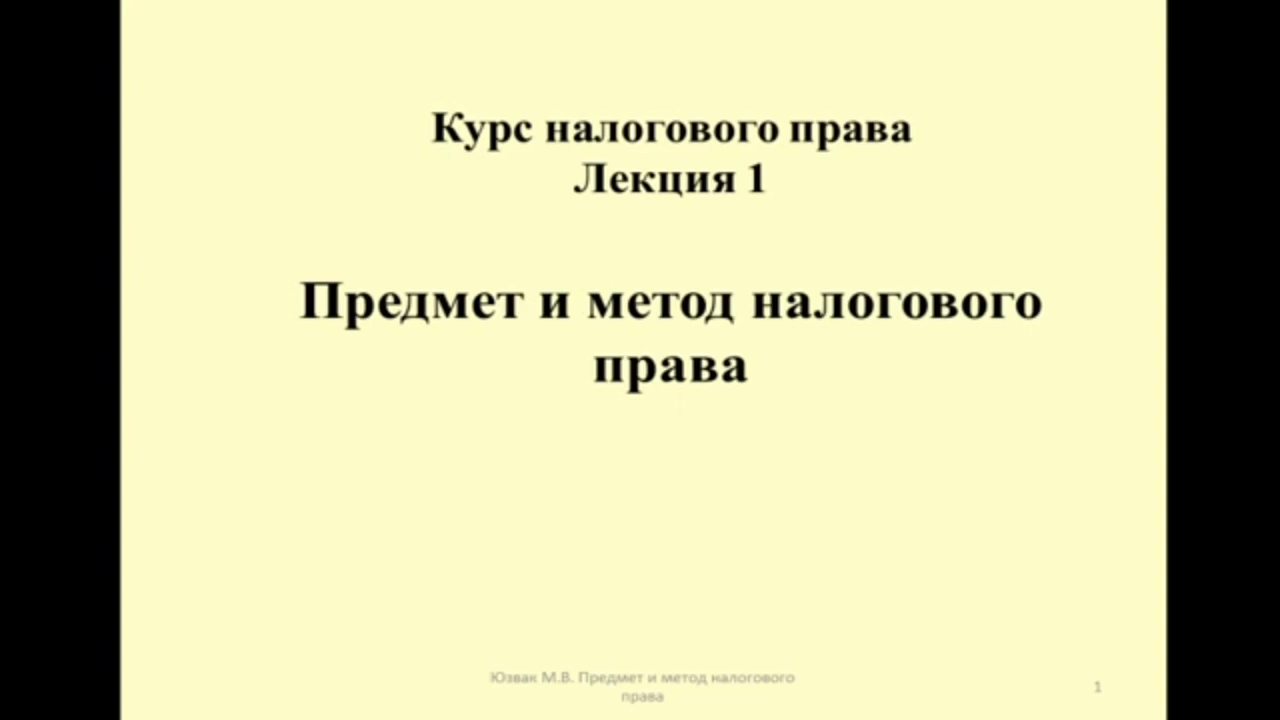 Курс налогового права
Лекция 1
Предмет и метод налогового
права
Юзвак М.В. Предмет и метод налогового
права
1